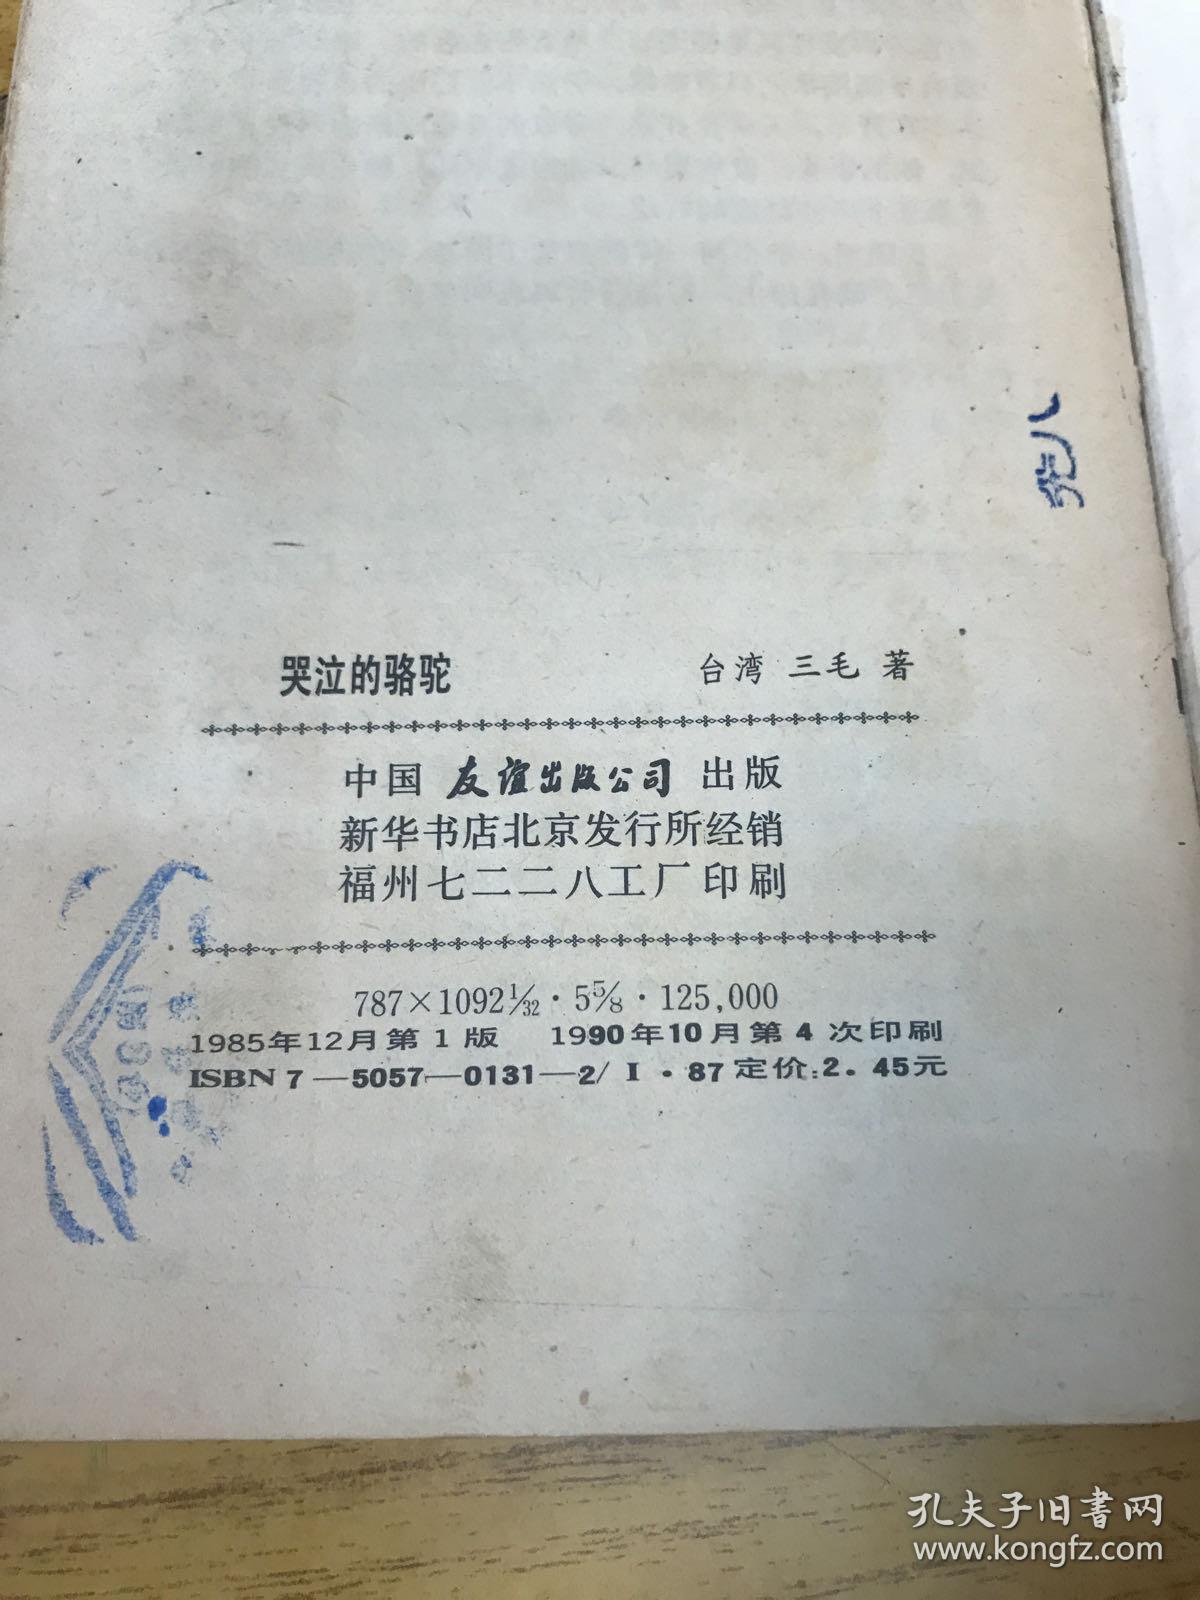 哭泣的骆驼 台湾 三毛 著
中国 友谊出版公司 出版
新华书店北京发行所经销
福州七二二八工厂印刷
787×1092 1/32 · 5 5/8 · 125,000
1985年12月第1版 1990年10月第4次印刷
ISBN 7—5057—0131—2/I·87 定价:2.45元
孔夫子旧书网
www.kongfz.com